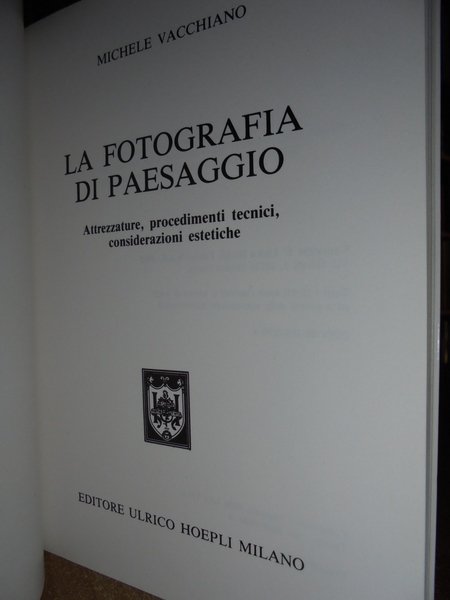 MICHELE VACCHIANO
LA FOTOGRAFIA
DI PAESAGGIO
Attrezzature, procedimenti tecnici,
considerazioni estetiche
EDITORE ULRICO HOEPLI MILANO